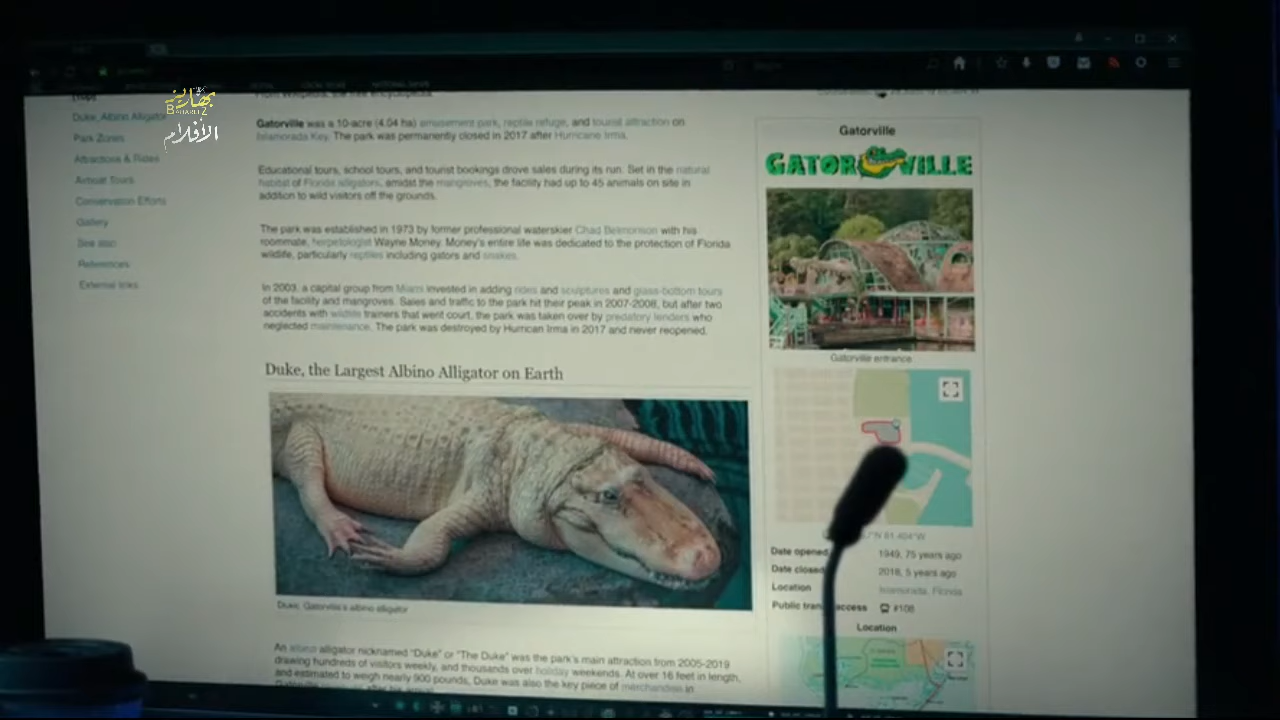 بهاريز
BAHAREEZ
الأفلام
Duke, Albino Alligator
Park Zones
Attractions & Rides
Airboat Tours
Conservation Efforts
Gallery
See also
References
External links
Gatorville was a 10-acre (4.04 ha) amusement park, reptile refuge, and tourist attraction on
Islamorada Key. The park was permanently closed in 2017 after Hurricane Irma.
Educational tours, school tours, and tourist bookings drove sales during its run. Set in the natural
habitat of Florida alligators, amidst the mangroves, the facility had up to 45 animals on site in
addition to wild visitors off the grounds.
The park was established in 1973 by former professional waterskier Chad Belmonson with his
roommate, herpetologist Wayne Money. Money's entire life was dedicated to the protection of Florida
wildlife, particularly reptiles including gators and snakes.
In 2003, a capital group from Miami invested in adding rides and sculptures and glass-bottom tours
of the facility and mangroves. Sales and traffic to the park hit their peak in 2007-2008, but after two
accidents with wildlife trainers that went court, the park was taken over by predatory lenders who
neglected maintenance. The park was destroyed by Hurrican Irma in 2017 and never reopened.
Duke, the Largest Albino Alligator on Earth
Duke, Gatorville's albino alligator
An albino alligator nicknamed "Duke" or "The Duke" was the park's main attraction from 2005-2019
drawing hundreds of visitors weekly, and thousands over holiday weekends. At over 16 feet in length,
and estimated to weigh nearly 900 pounds, Duke was also the key piece of merchandise in
Gatorville
GATORVILLE
Gatorville entrance
°N 81.404°W
Date opened 1949, 75 years ago
Date closed 2018, 5 years ago
Location Islamorada, Florida
Public tran access #108
Location